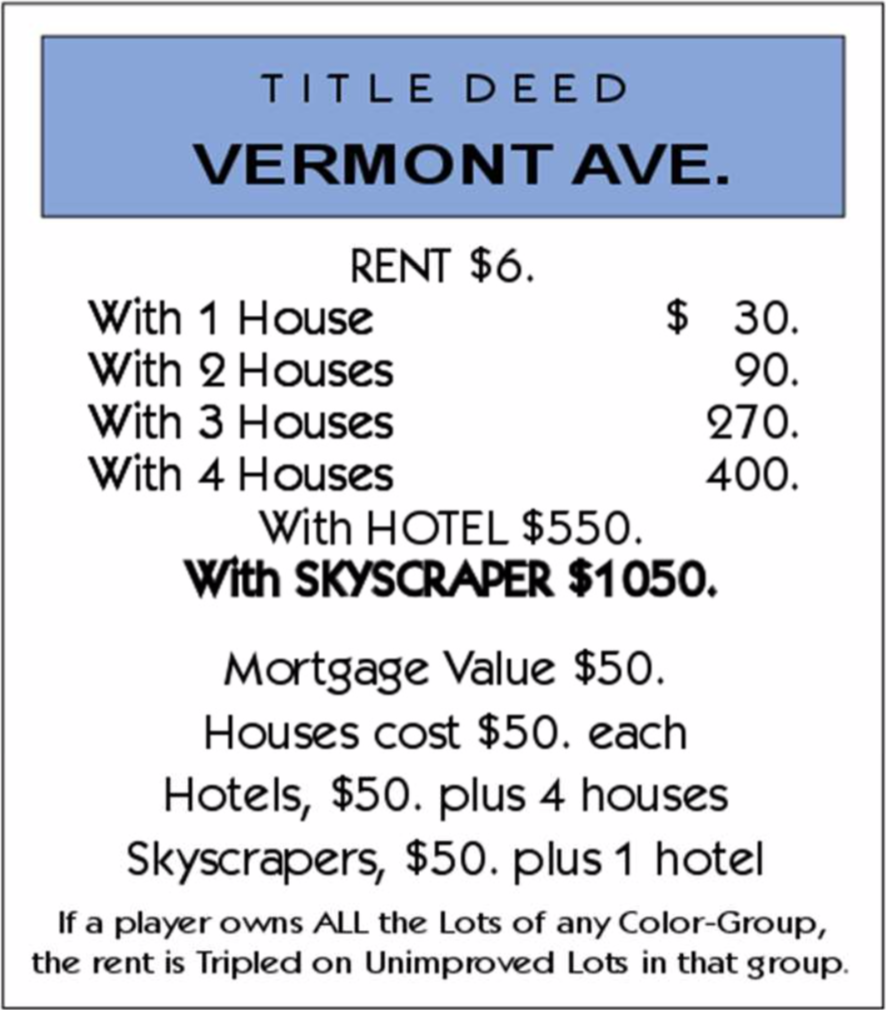 TITLE DEED
VERMONT AVE.
RENT $6.
With 1 House $ 30.
With 2 Houses 90.
With 3 Houses 270.
With 4 Houses 400.
With HOTEL $550.
With SKYSCRAPER $1050.
Mortgage Value $50.
Houses cost $50. each
Hotels, $50. plus 4 houses
Skyscrapers, $50. plus 1 hotel
If a player owns ALL the Lots of any Color-Group,
the rent is Tripled on Unimproved Lots in that group.